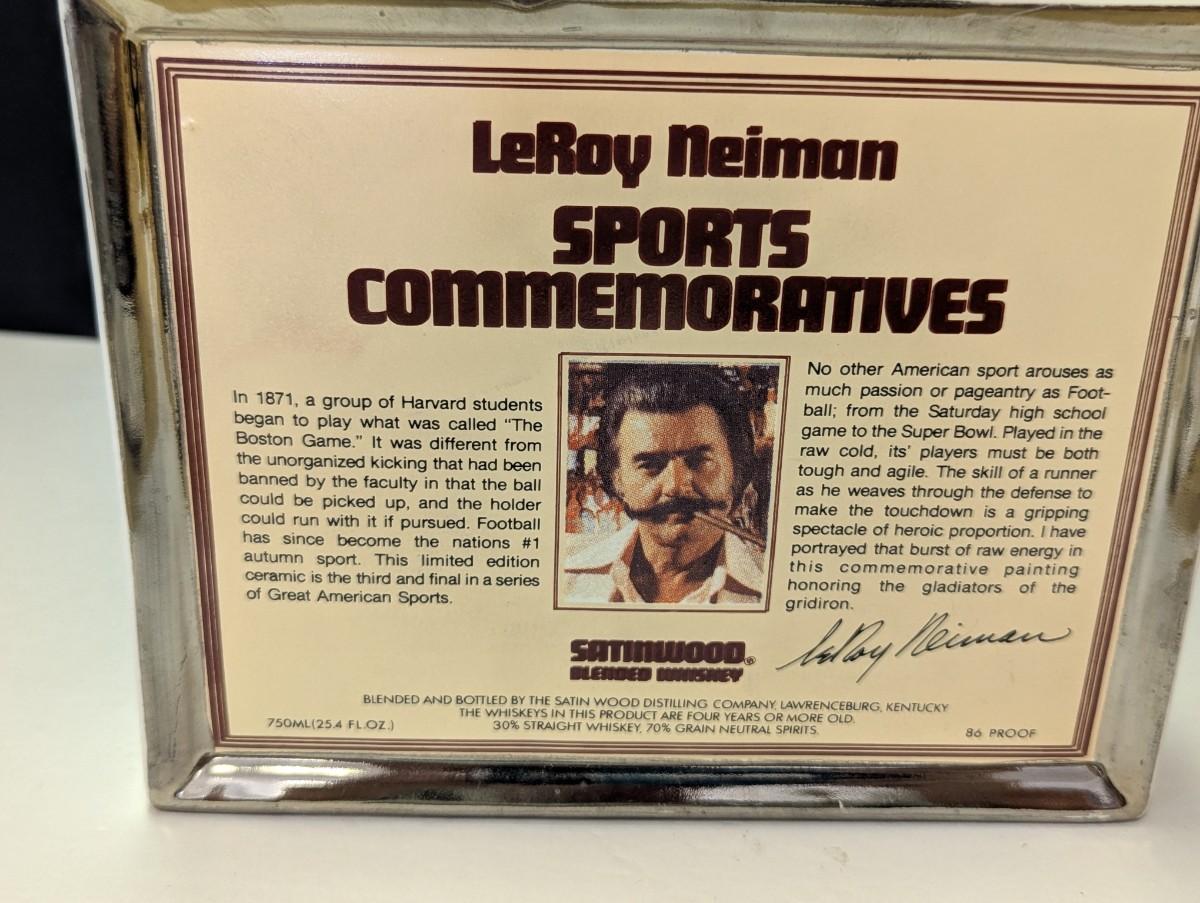 LeRoy Neiman
SPORTS
COMMEMORATIVES
In 1871, a group of Harvard students
began to play what was called “The
Boston Game.” It was different from
the unorganized kicking that had been
banned by the faculty in that the ball
could be picked up, and the holder
could run with it if pursued. Football
has since become the nations #1
autumn sport. This limited edition
ceramic is the third and final in a series
of Great American Sports.
No other American sport arouses as
much passion or pageantry as Foot-
ball; from the Saturday high school
game to the Super Bowl. Played in the
raw cold, its' players must be both
tough and agile. The skill of a runner
as he weaves through the defense to
make the touchdown is a gripping
spectacle of heroic proportion. I have
portrayed that burst of raw energy in
this commemorative painting
honoring the gladiators of the
gridiron.
LeRoy Neiman
SATINWOOD®
BLENDED WHISKEY
BLENDED AND BOTTLED BY THE SATIN WOOD DISTILLING COMPANY, LAWRENCEBURG, KENTUCKY
THE WHISKEYS IN THIS PRODUCT ARE FOUR YEARS OR MORE OLD.
750ML(25.4 FL.OZ.) 30% STRAIGHT WHISKEY, 70% GRAIN NEUTRAL SPIRITS. 86 PROOF